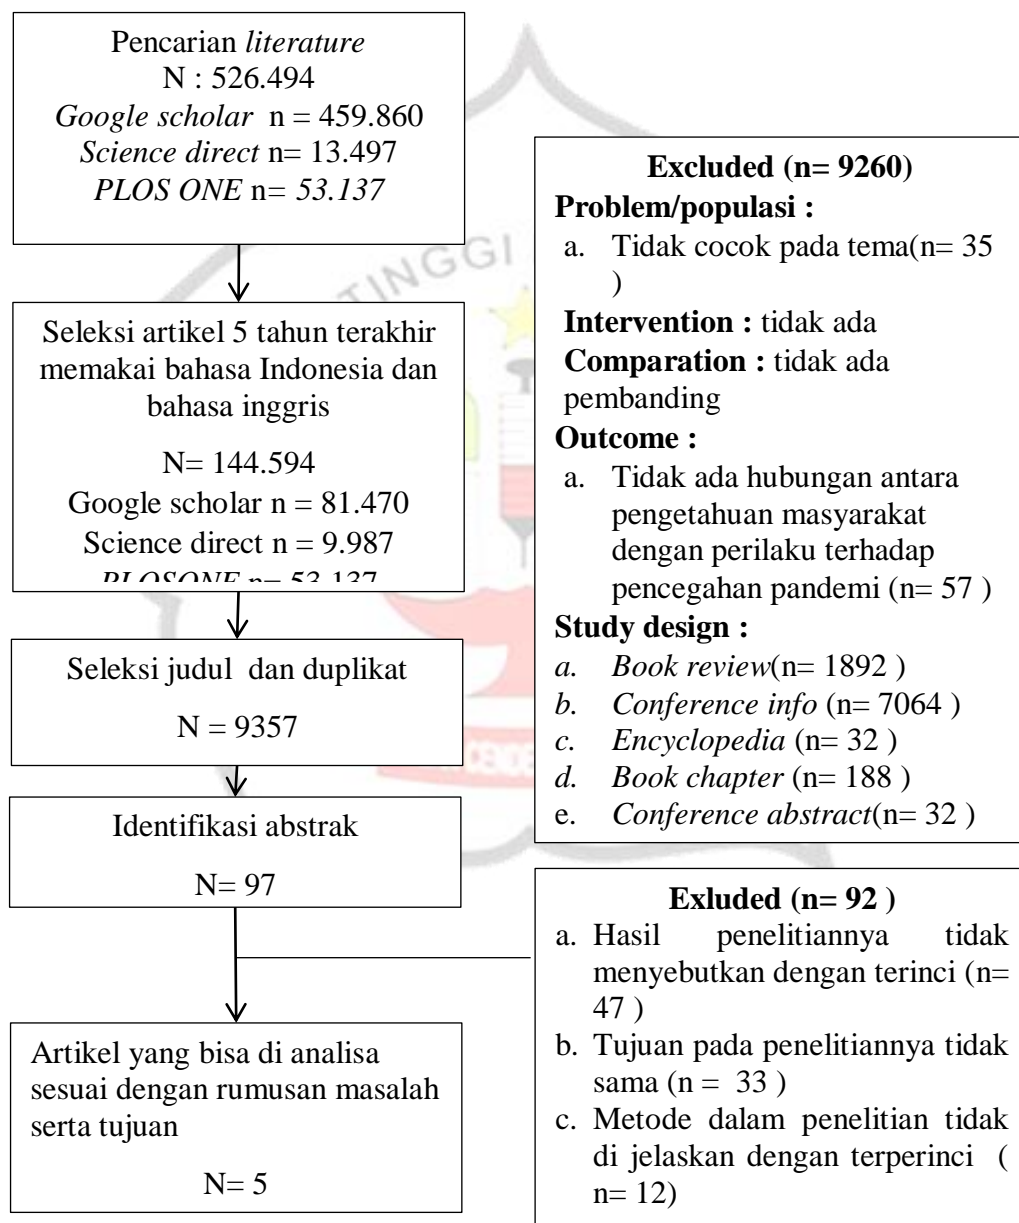 Pencarian literature
N : 526.494
Google scholar n = 459.860
Science direct n= 13.497
PLOS ONE n= 53.137
Seleksi artikel 5 tahun terakhir
memakai bahasa Indonesia dan
bahasa inggris
N= 144.594
Google scholar n = 81.470
Science direct n = 9.987
PLOSONE n= 53.137
Seleksi judul dan duplikat
N = 9357
Identifikasi abstrak
N= 97
Artikel yang bisa di analisa
sesuai dengan rumusan masalah
serta tujuan
N= 5
Excluded (n= 9260)
Problem/populasi :
a. Tidak cocok pada tema(n= 35
)
Intervention : tidak ada
Comparation : tidak ada
pembanding
Outcome :
a. Tidak ada hubungan antara
pengetahuan masyarakat
dengan perilaku terhadap
pencegahan pandemi (n= 57 )
Study design :
a. Book review(n= 1892 )
b. Conference info (n= 7064 )
c. Encyclopedia (n= 32 )
d. Book chapter (n= 188 )
e. Conference abstract(n= 32 )
Exluded (n= 92 )
a. Hasil penelitiannya tidak
menyebutkan dengan terinci (n=
47 )
b. Tujuan pada penelitiannya tidak
sama (n = 33 )
c. Metode dalam penelitian tidak
di jelaskan dengan terperinci (
n= 12)
TINGGI